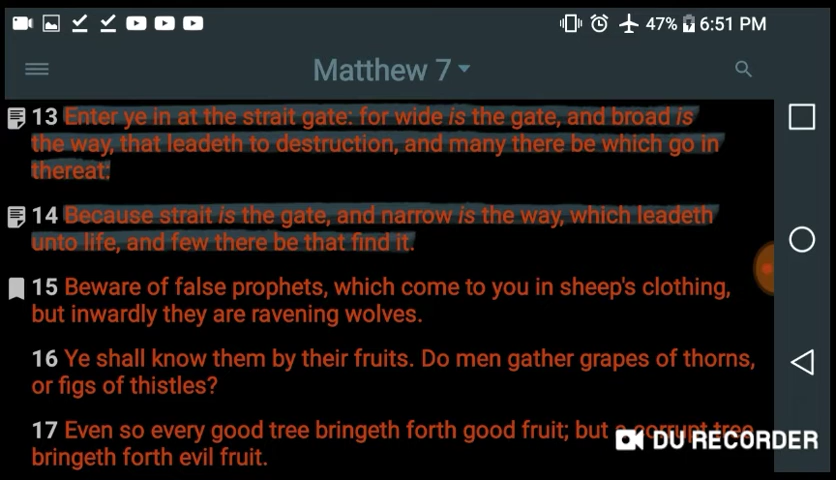 47% 6:51 PM
Matthew 7
13 Enter ye in at the strait gate: for wide is the gate, and broad is
the way, that leadeth to destruction, and many there be which go in
thereat:
14 Because strait is the gate, and narrow is the way, which leadeth
unto life, and few there be that find it.
15 Beware of false prophets, which come to you in sheep's clothing,
but inwardly they are ravening wolves.
16 Ye shall know them by their fruits. Do men gather grapes of thorns,
or figs of thistles?
17 Even so every good tree bringeth forth good fruit; but a corrupt tree
bringeth forth evil fruit.
DU RECORDER